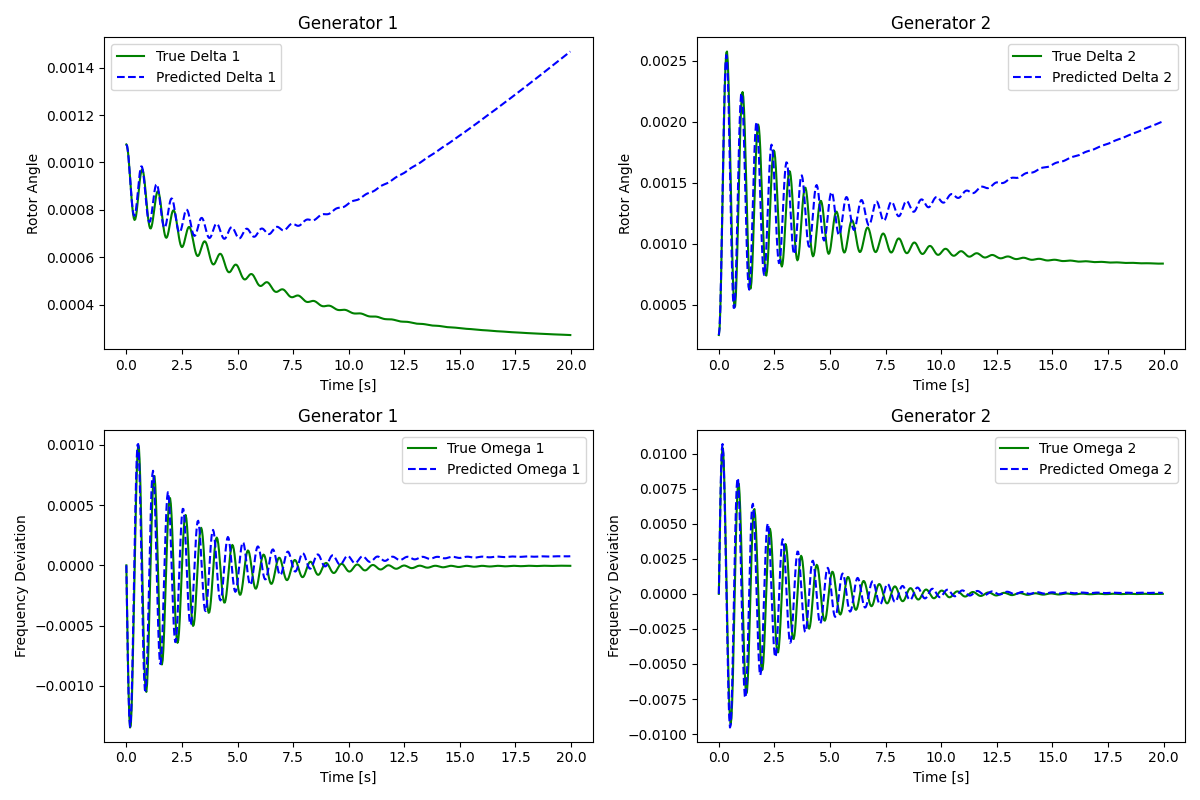 Generator 1
True Delta 1
Predicted Delta 1
Rotor Angle
0.0014
0.0012
0.0010
0.0008
0.0006
0.0004
0.0 2.5 5.0 7.5 10.0 12.5 15.0 17.5 20.0
Time [s]
Generator 2
True Delta 2
Predicted Delta 2
Rotor Angle
0.0025
0.0020
0.0015
0.0010
0.0005
0.0 2.5 5.0 7.5 10.0 12.5 15.0 17.5 20.0
Time [s]
Generator 1
True Omega 1
Predicted Omega 1
Frequency Deviation
0.0010
0.0005
0.0000
−0.0005
−0.0010
0.0 2.5 5.0 7.5 10.0 12.5 15.0 17.5 20.0
Time [s]
Generator 2
True Omega 2
Predicted Omega 2
Frequency Deviation
0.0100
0.0075
0.0050
0.0025
0.0000
−0.0025
−0.0050
−0.0075
−0.0100
0.0 2.5 5.0 7.5 10.0 12.5 15.0 17.5 20.0
Time [s]